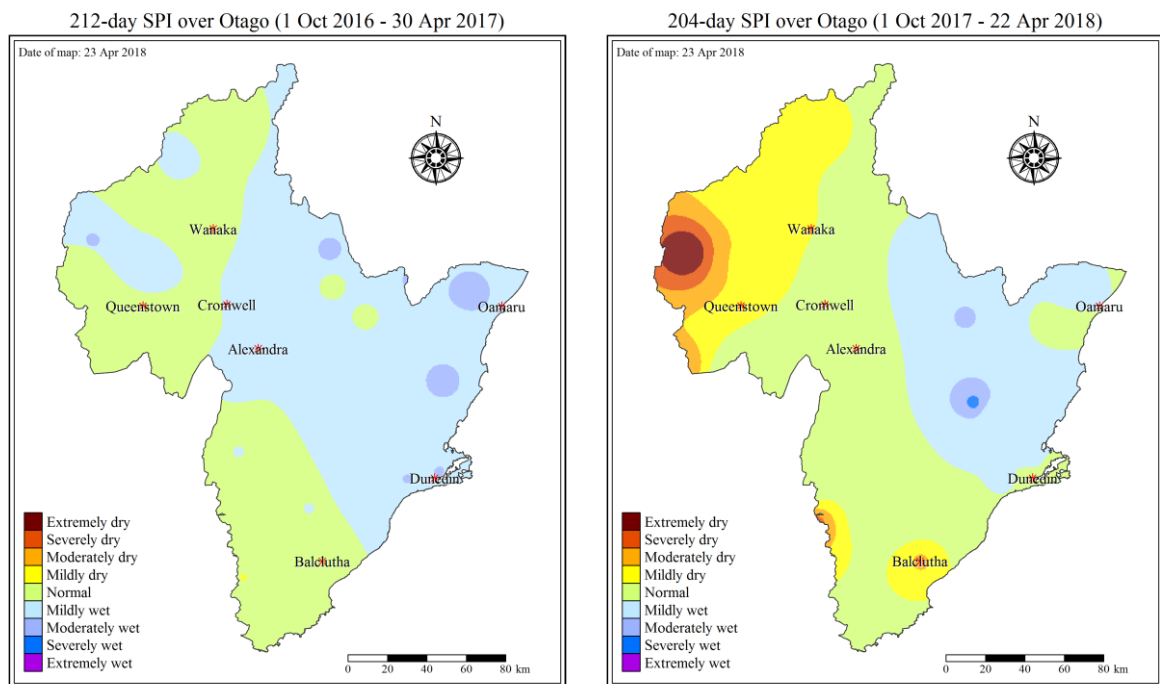 212-day SPI over Otago (1 Oct 2016 - 30 Apr 2017)
Date of map: 23 Apr 2018
N
Wanaka
Queenstown
Cromwell
Oamaru
Alexandra
Dunedin
Balclutha
Extremely dry
Severely dry
Moderately dry
Mildly dry
Normal
Mildly wet
Moderately wet
Severely wet
Extremely wet
0 20 40 60 80 km
204-day SPI over Otago (1 Oct 2017 - 22 Apr 2018)
Date of map: 23 Apr 2018
N
Wanaka
Queenstown
Cromwell
Oamaru
Alexandra
Dunedin
Balclutha
Extremely dry
Severely dry
Moderately dry
Mildly dry
Normal
Mildly wet
Moderately wet
Severely wet
Extremely wet
0 20 40 60 80 km